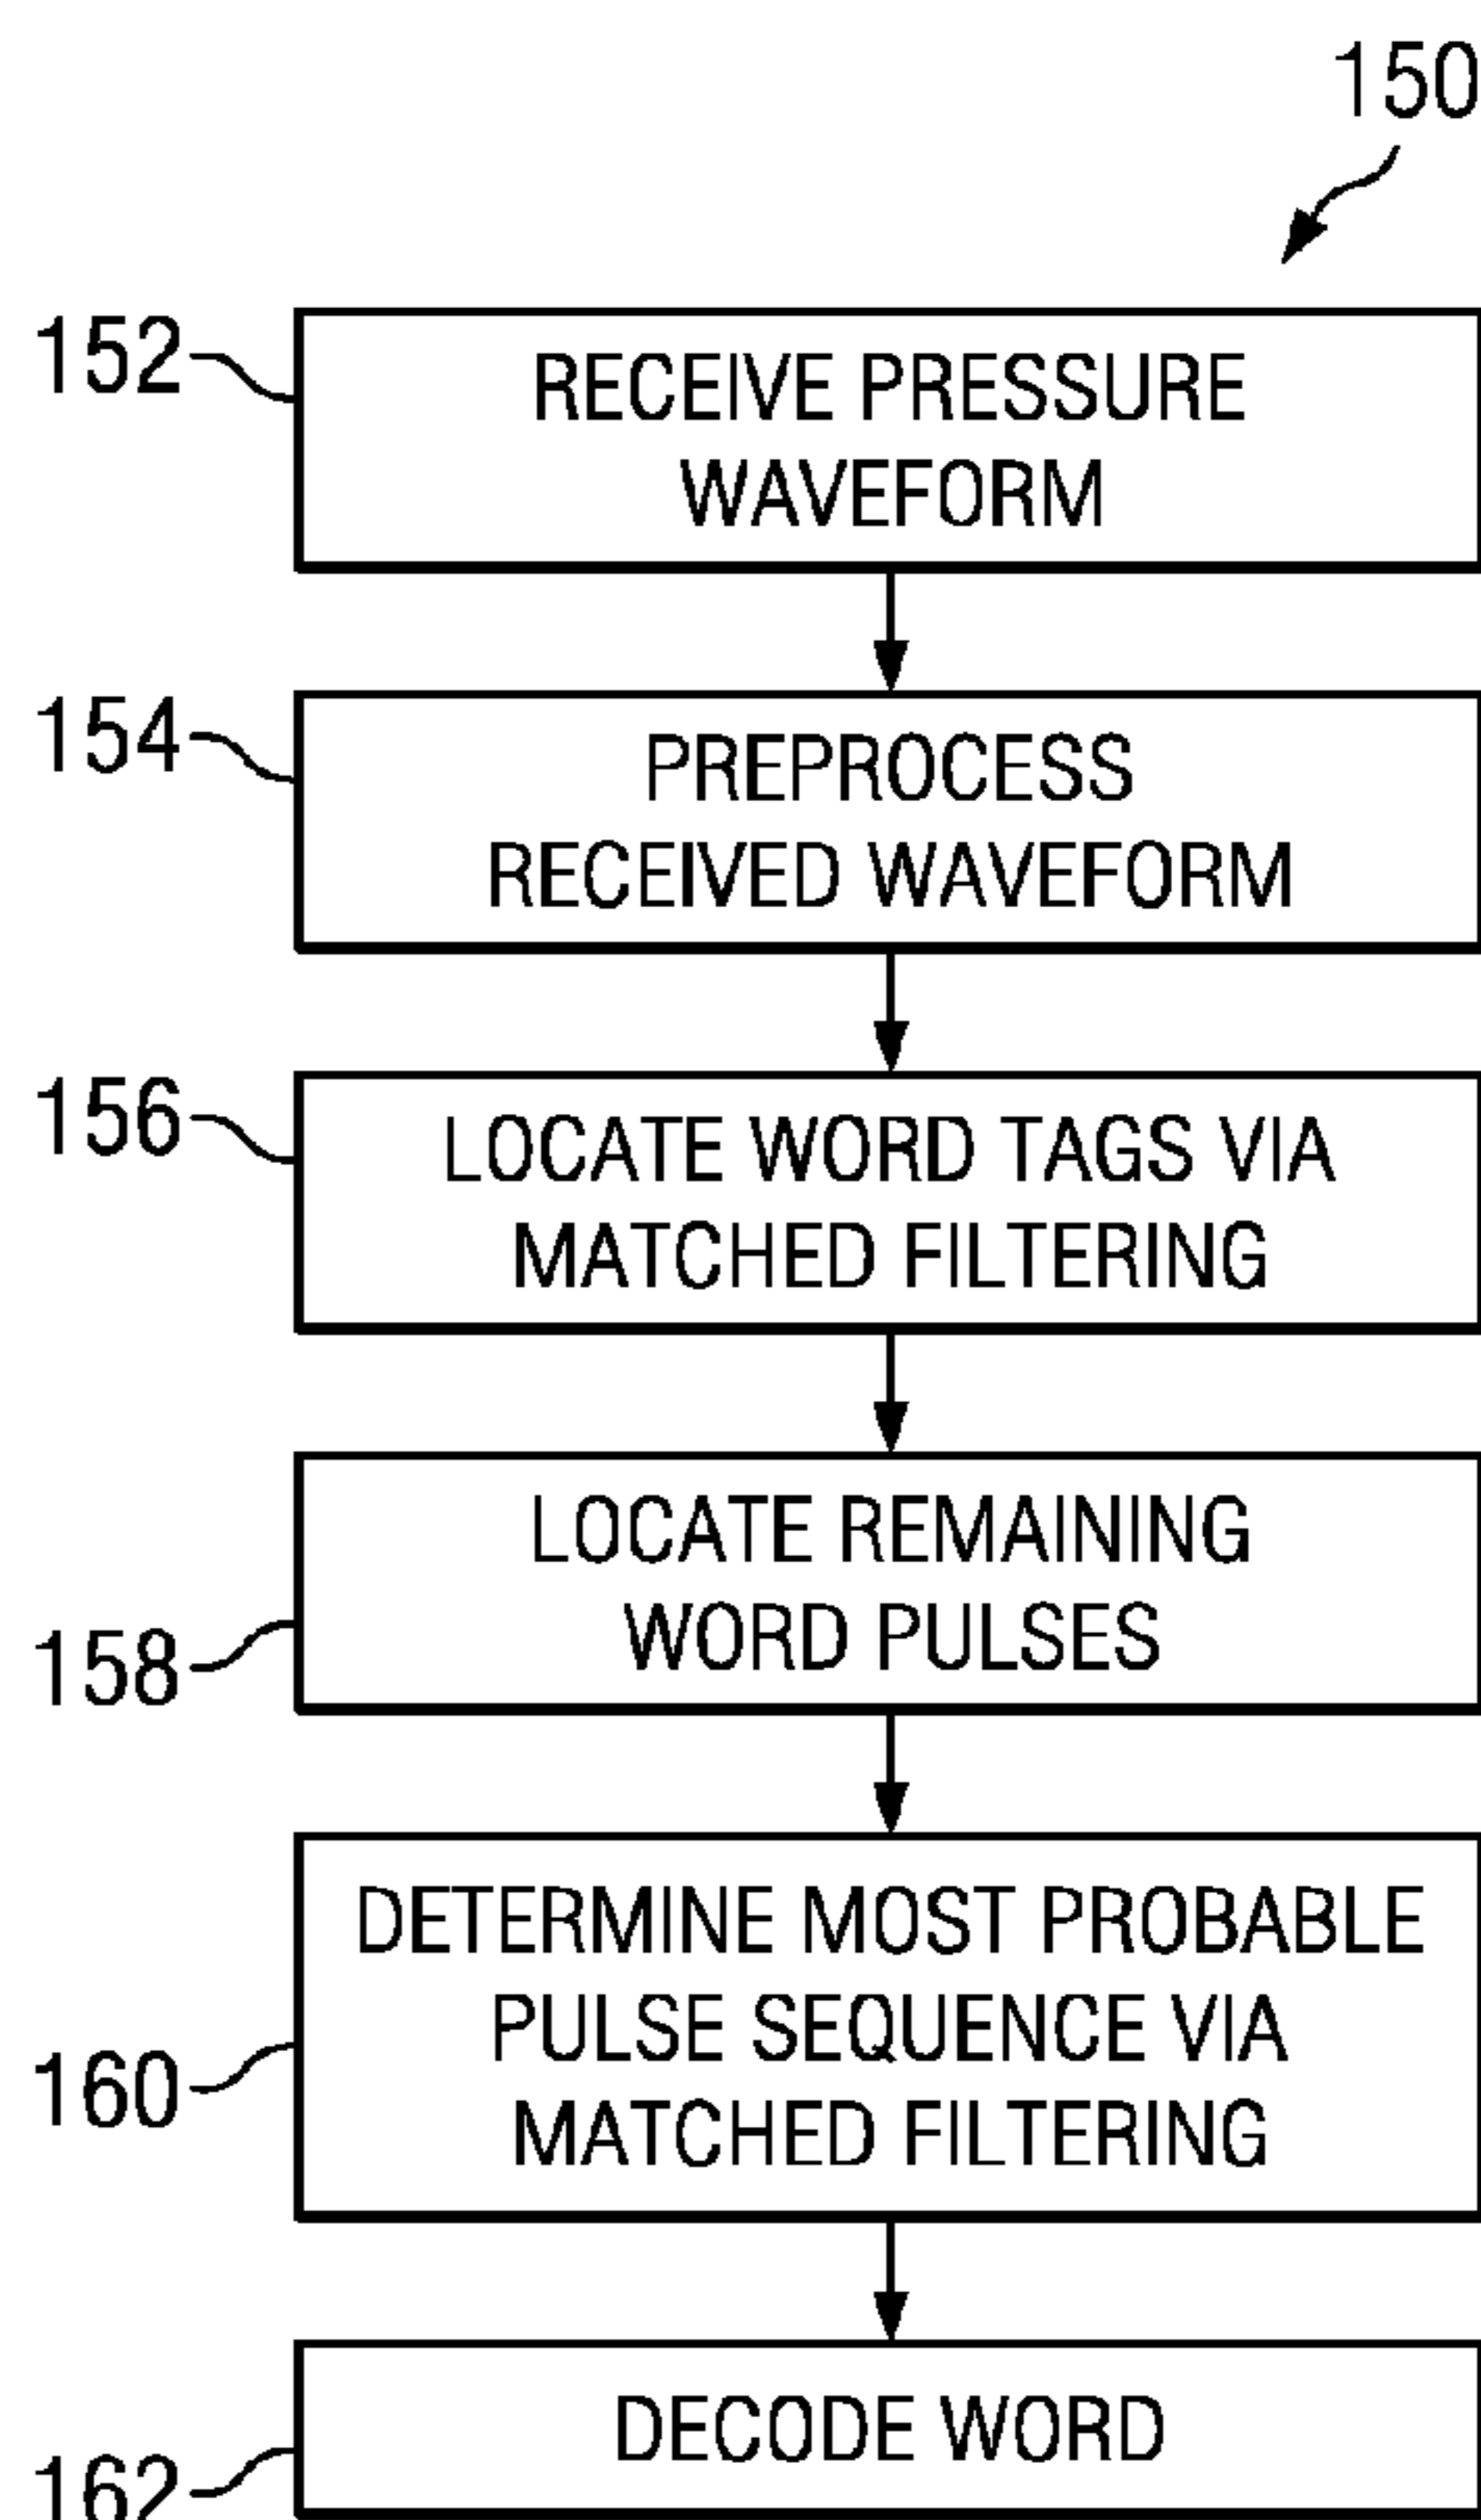 150
152
RECEIVE PRESSURE
WAVEFORM
154
PREPROCESS
RECEIVED WAVEFORM
156
LOCATE WORD TAGS VIA
MATCHED FILTERING
LOCATE REMAINING
WORD PULSES
158
DETERMINE MOST PROBABLE
PULSE SEQUENCE VIA
MATCHED FILTERING
160
DECODE WORD
162